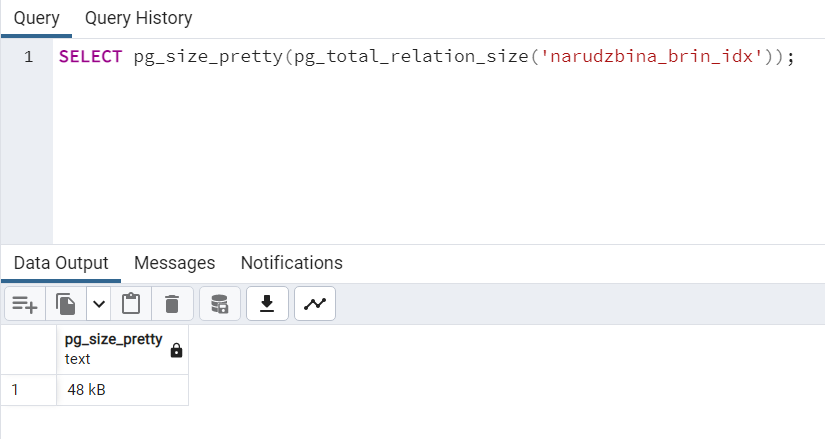 Query Query History
1 SELECT pg_size_pretty(pg_total_relation_size('narudzbina_brin_idx'));
Data Output Messages Notifications
pg_size_pretty
text
1 48 kB